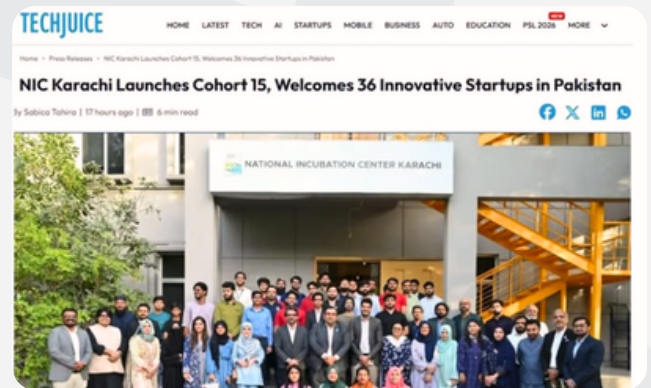 TECHJUICE
HOME LATEST TECH AI STARTUPS MOBILE BUSINESS AUTO EDUCATION PSL 2026 NEW MORE
Home > Press Releases > NIC Karachi Launches Cohort 15, Welcomes 36 Innovative Startups in Pakistan
NIC Karachi Launches Cohort 15, Welcomes 36 Innovative Startups in Pakistan
By Sabica Tahira | 17 hours ago | 6 min read
NATIONAL INCUBATION CENTER KARACHI